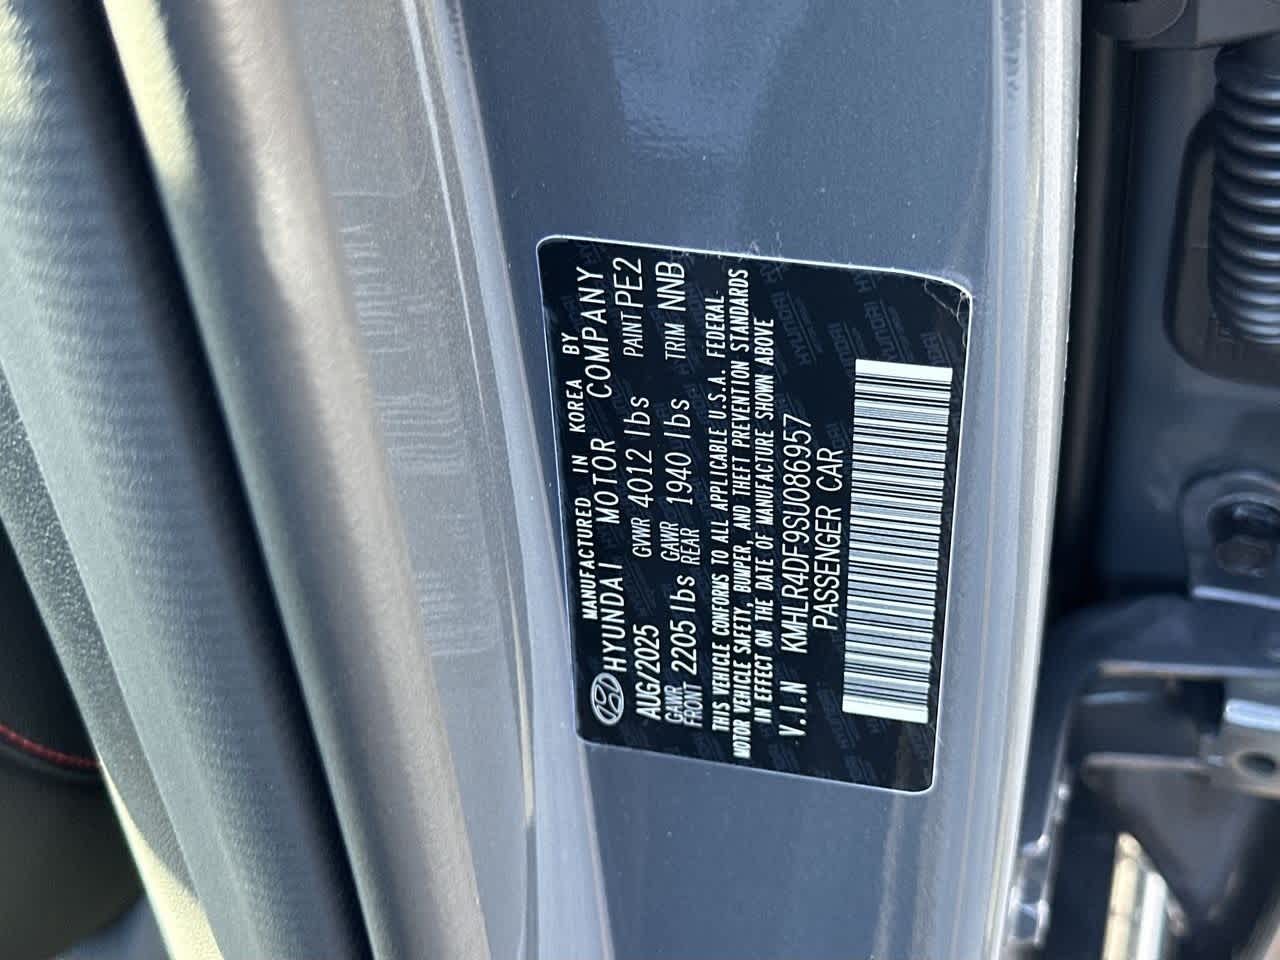 MANUFACTURED IN KOREA BY
HYUNDAI MOTOR COMPANY
AUG/2025 GVWR 4012 lbs PAINT PE2
GAWR FRONT 2205 lbs GAWR REAR 1940 lbs TRIM NNB
THIS VEHICLE CONFORMS TO ALL APPLICABLE U.S.A. FEDERAL
MOTOR VEHICLE SAFETY, BUMPER, AND THEFT PREVENTION STANDARDS
IN EFFECT ON THE DATE OF MANUFACTURE SHOWN ABOVE
V.I.N KMHLR4DF9SU086957
PASSENGER CAR